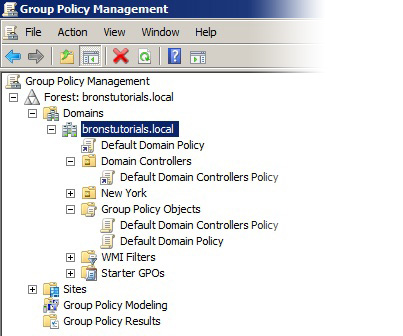 Group Policy Management
File Action View Window Help
Group Policy Management
Forest: bronstutorials.local
Domains
bronstutorials.local
Default Domain Policy
Domain Controllers
Default Domain Controllers Policy
New York
Group Policy Objects
Default Domain Controllers Policy
Default Domain Policy
WMI Filters
Starter GPOs
Sites
Group Policy Modeling
Group Policy Results